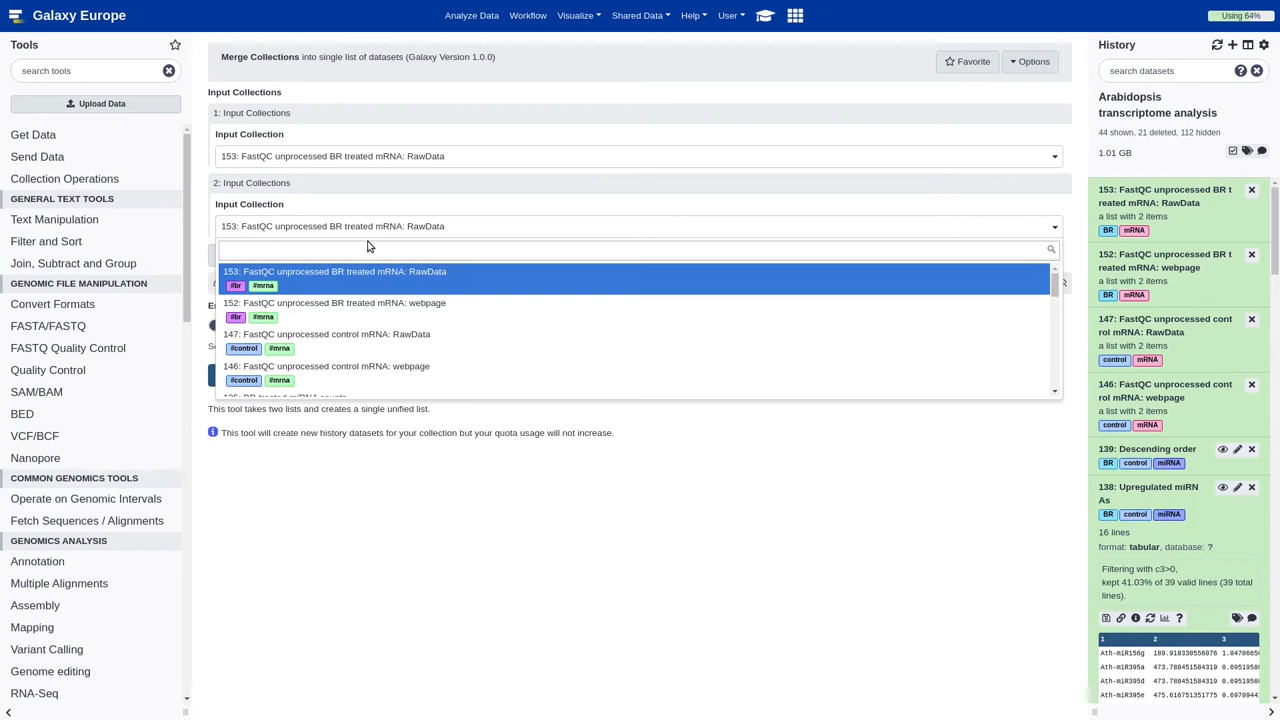 Galaxy Europe
Analyze Data Workflow Visualize Shared Data Help User
Using 64%
Tools
search tools
Upload Data
Get Data
Send Data
Collection Operations
GENERAL TEXT TOOLS
Text Manipulation
Filter and Sort
Join, Subtract and Group
GENOMIC FILE MANIPULATION
Convert Formats
FASTA/FASTQ
FASTQ Quality Control
Quality Control
SAM/BAM
BED
VCF/BCF
Nanopore
COMMON GENOMICS TOOLS
Operate on Genomic Intervals
Fetch Sequences / Alignments
GENOMICS ANALYSIS
Annotation
Multiple Alignments
Assembly
Mapping
Variant Calling
Genome editing
RNA-Seq
Merge Collections into single list of datasets (Galaxy Version 1.0.0)
Favorite
Options
Input Collections
1: Input Collections
Input Collection
153: FastQC unprocessed BR treated mRNA: RawData
2: Input Collections
Input Collection
153: FastQC unprocessed BR treated mRNA: RawData
153: FastQC unprocessed BR treated mRNA: RawData
#br #mrna
152: FastQC unprocessed BR treated mRNA: webpage
#br #mrna
147: FastQC unprocessed control mRNA: RawData
#control #mrna
146: FastQC unprocessed control mRNA: webpage
#control #mrna
This tool takes two lists and creates a single unified list.
This tool will create new history datasets for your collection but your quota usage will not increase.
History
search datasets
Arabidopsis
transcriptome analysis
44 shown, 21 deleted, 112 hidden
1.01 GB
153: FastQC unprocessed BR t
reated mRNA: RawData
a list with 2 items
BR mRNA
152: FastQC unprocessed BR t
reated mRNA: webpage
a list with 2 items
BR mRNA
147: FastQC unprocessed cont
rol mRNA: RawData
a list with 2 items
control mRNA
146: FastQC unprocessed cont
rol mRNA: webpage
a list with 2 items
control mRNA
139: Descending order
BR control miRNA
138: Upregulated miRN
As
BR control miRNA
16 lines
format: tabular, database: ?
Filtering with c3>0,
kept 41.03% of 39 valid lines (39 total
lines).
1 2 3
Ath-miR156g 189.918330556076
Ath-miR395a 473.788451584319
Ath-miR395d 473.788451584319
Ath-miR395e 475.616751351775